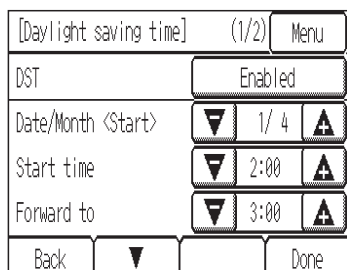 [Daylight saving time] (1/2) Menu
DST Enabled
Date/Month <Start> 1/ 4
Start time 2:00
Forward to 3:00
Back ▼ Done